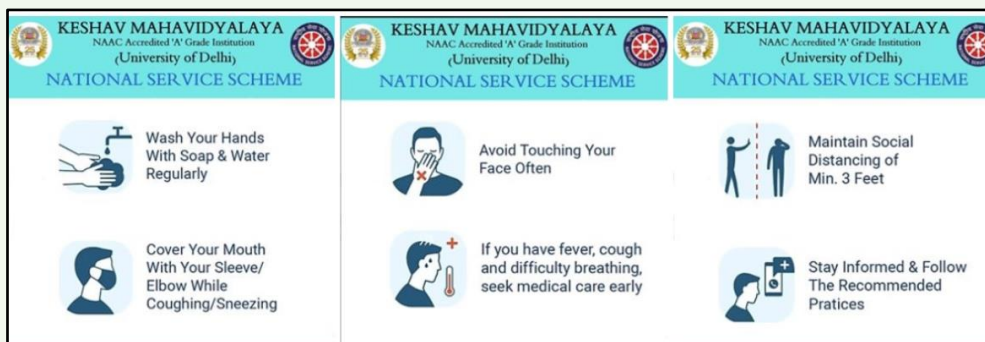 KESHAV MAHAVIDYALAYA
NAAC Accredited 'A' Grade Institution
(University of Delhi)
NATIONAL SERVICE SCHEME
Wash Your Hands
With Soap & Water
Regularly
Cover Your Mouth
With Your Sleeve/
Elbow While
Coughing/Sneezing
KESHAV MAHAVIDYALAYA
NAAC Accredited 'A' Grade Institution
(University of Delhi)
NATIONAL SERVICE SCHEME
Avoid Touching Your
Face Often
If you have fever, cough
and difficulty breathing,
seek medical care early
KESHAV MAHAVIDYALAYA
NAAC Accredited 'A' Grade Institution
(University of Delhi)
NATIONAL SERVICE SCHEME
Maintain Social
Distancing of
Min. 3 Feet
Stay Informed & Follow
The Recommended
Pratices